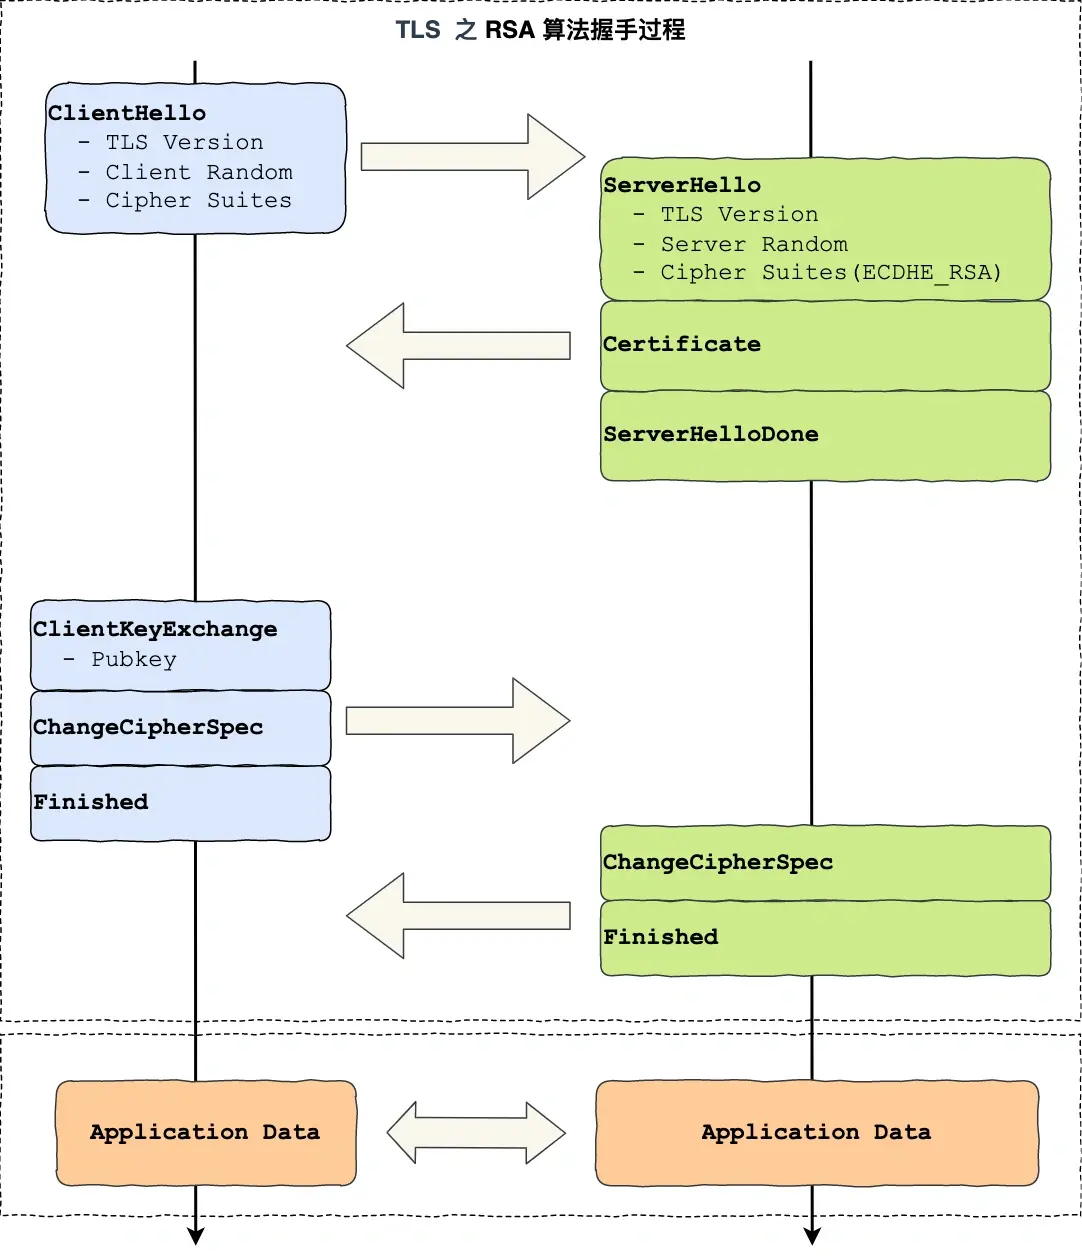 TLS 之 RSA 算法握手过程
ClientHello
- TLS Version
- Client Random
- Cipher Suites
ServerHello
- TLS Version
- Server Random
- Cipher Suites(ECDHE_RSA)
Certificate
ServerHelloDone
ClientKeyExchange
- Pubkey
ChangeCipherSpec
Finished
ChangeCipherSpec
Finished
Application Data
Application Data